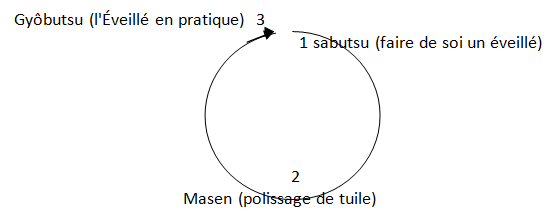 Gyôbutsu (l'Éveillé en pratique) 3
1 sabutsu (faire de soi un éveillé)
2
Masen (polissage de tuile)